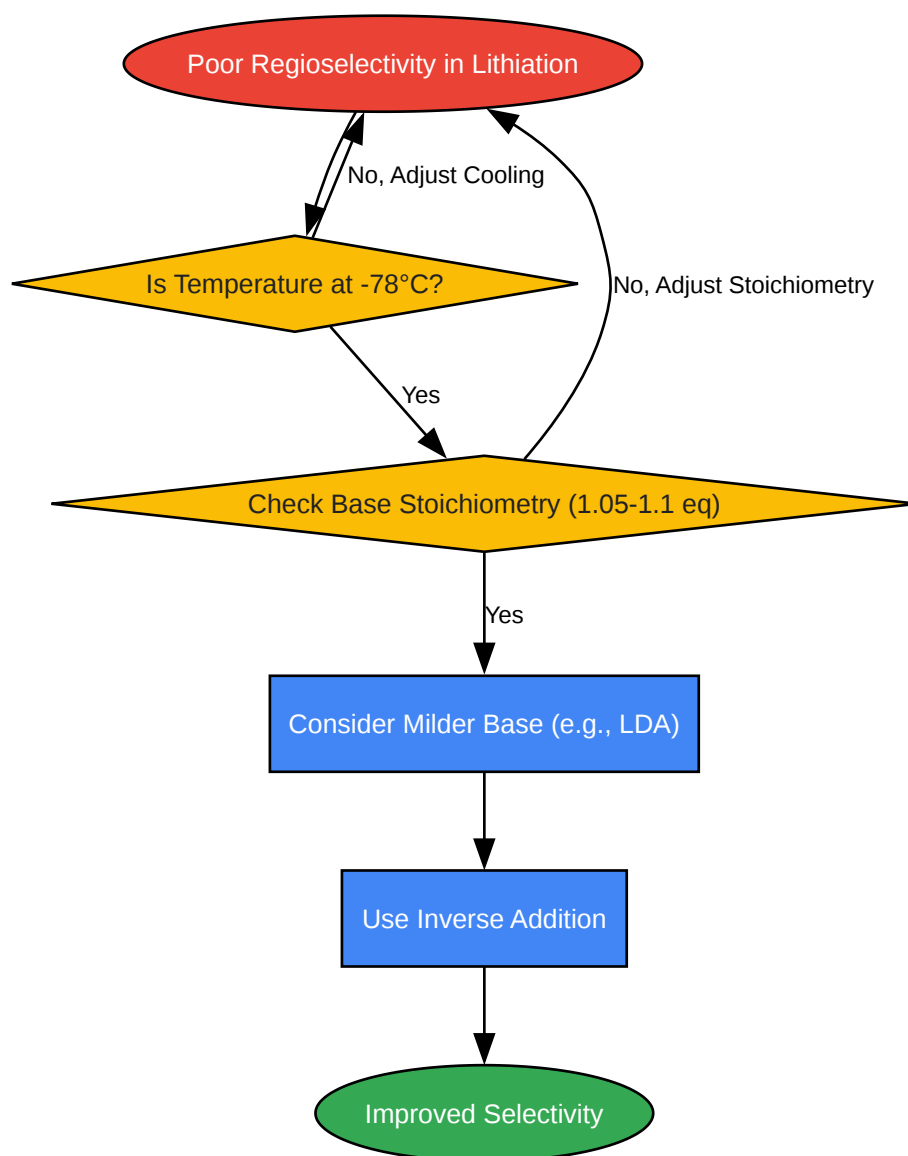 Poor Regioselectivity in Lithiation
No, Adjust Cooling
Is Temperature at -78°C?
No, Adjust Stoichiometry
Yes
Check Base Stoichiometry (1.05-1.1 eq)
Yes
Consider Milder Base (e.g., LDA)
Use Inverse Addition
Improved Selectivity